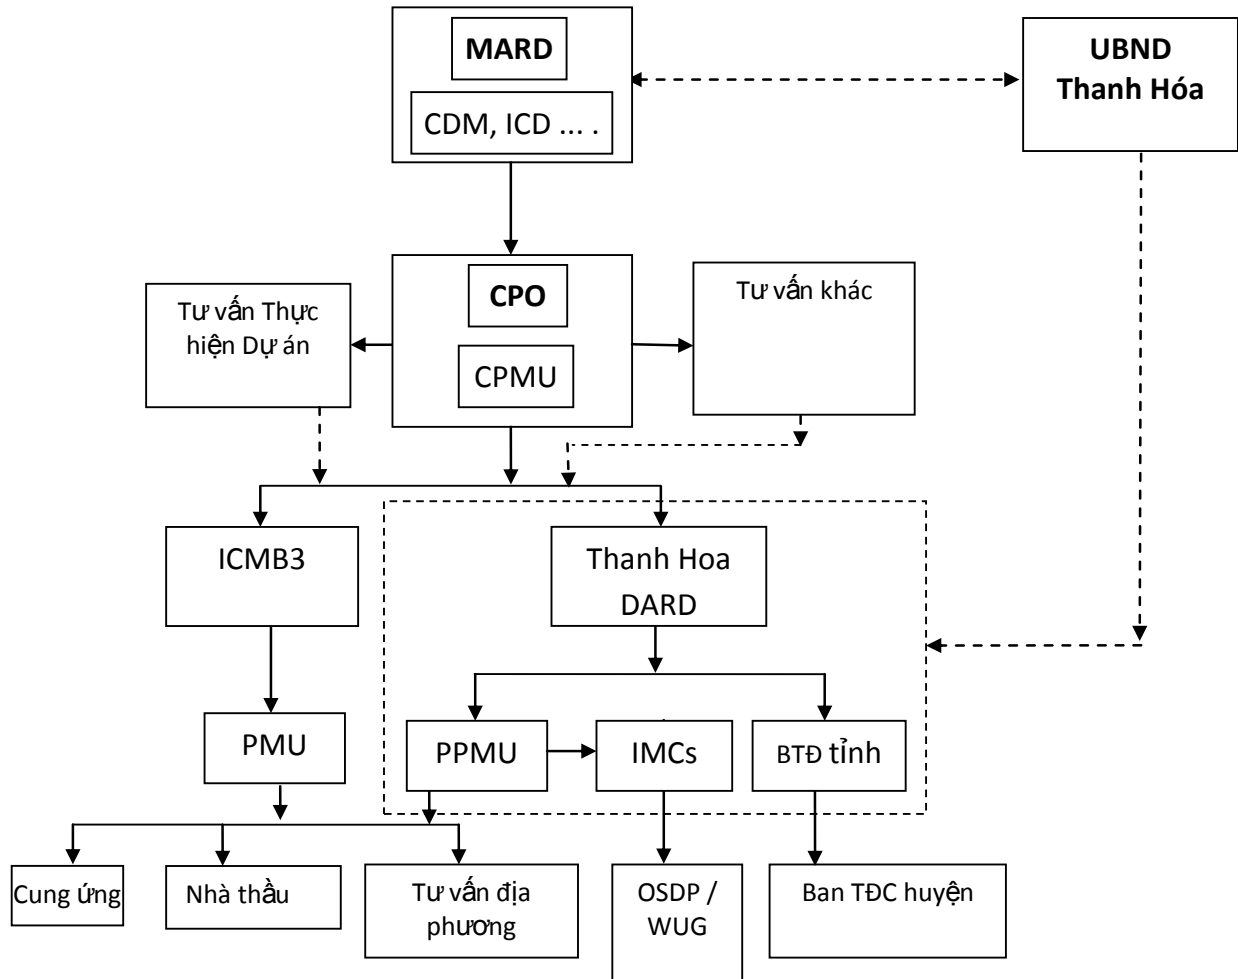 MARD
CDM, ICD ... .
UBND
Thanh Hóa
CPO
CPMU
Tư vấn Thực
hiện Dự án
Tư vấn khác
ICMB3
Thanh Hoa
DARD
PMU
PPMU
IMCs
BTĐ tỉnh
Cung ứng
Nhà thầu
Tư vấn địa
phương
OSDP /
WUG
Ban TĐC huyện